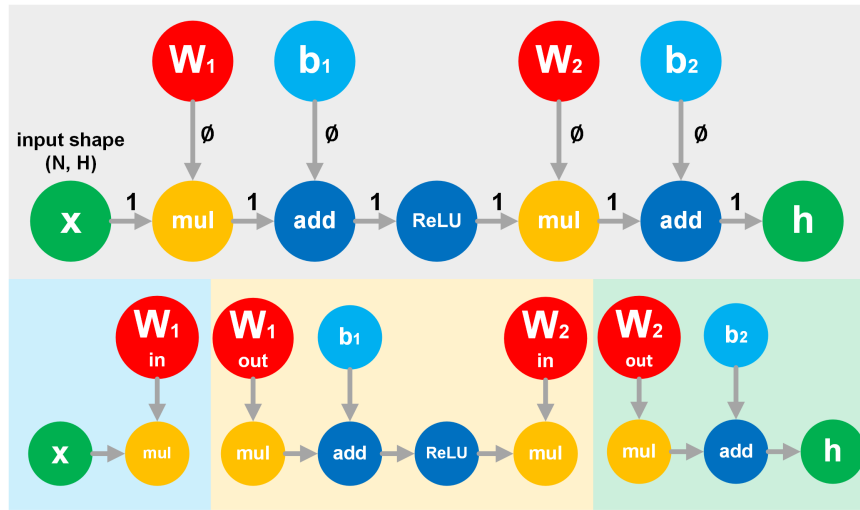 W1
b1
W2
b2
Ø
Ø
Ø
Ø
input shape
(N, H)
x
1
mul
1
add
1
ReLU
1
mul
1
add
1
h
W1
in
W1
out
b1
W2
in
W2
out
b2
x
mul
mul
add
ReLU
mul
mul
add
h